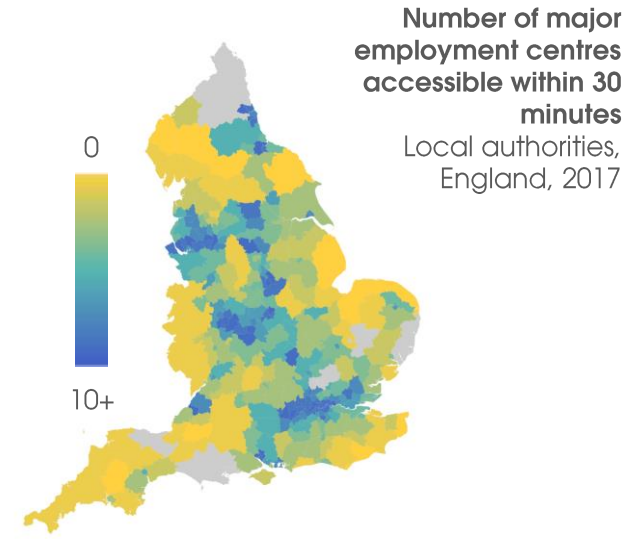 Number of major
employment centres
accessible within 30
minutes
Local authorities,
England, 2017
0
10+